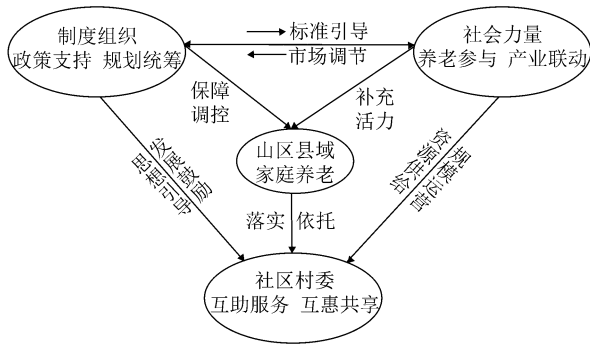 制度组织
政策支持 规划统筹
标准引导
市场调节
社会力量
养老参与 产业联动
保障
调控
补充
活力
山区县域
家庭养老
思想引导
发展鼓励
资源供给
规模运营
落实 依托
社区村委
互助服务 互惠共享